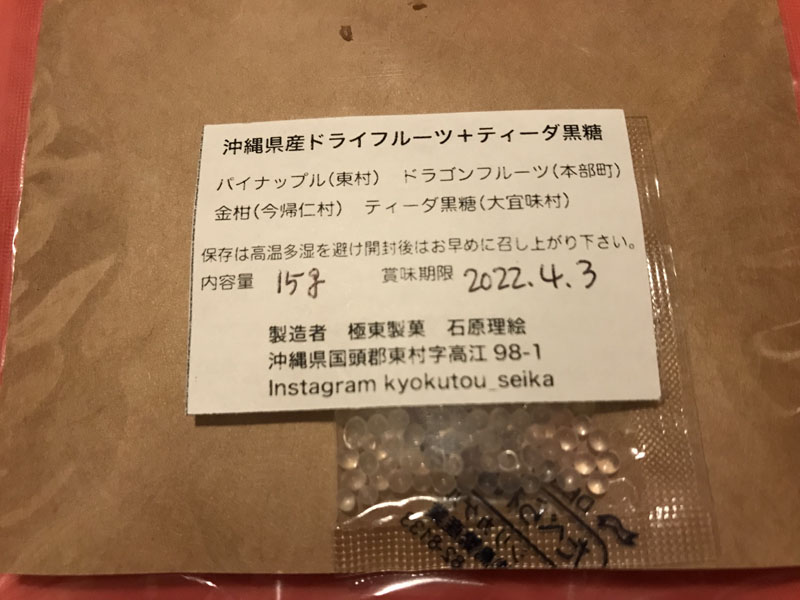 沖縄県産ドライフルーツ＋ティーダ黒糖
パイナップル(東村)　ドラゴンフルーツ(本部町)
金柑(今帰仁村)　ティーダ黒糖(大宜味村)
保存は高温多湿を避け開封後はお早めに召し上がり下さい。
内容量 15g　賞味期限 2022.4.3
製造者　極東製菓　石原理絵
沖縄県国頭郡東村字高江 98-1
Instagram kyokutou_seika